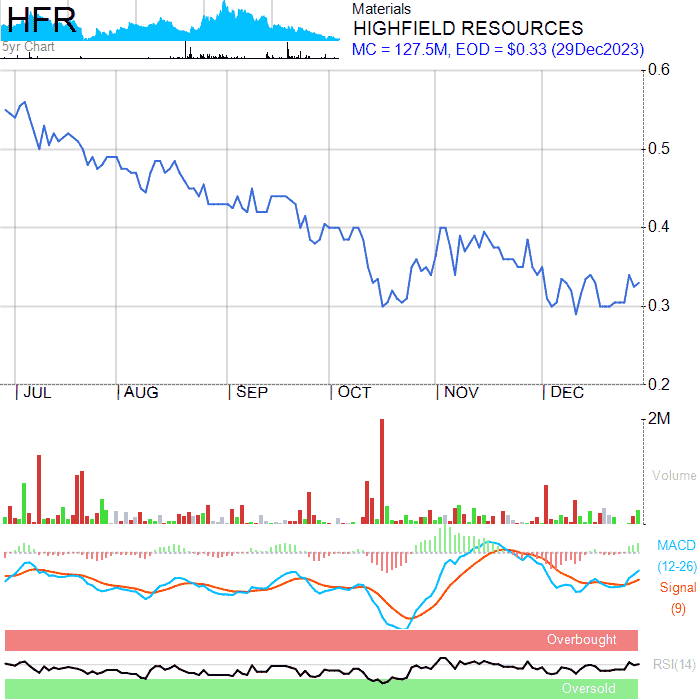 HFR
5yr Chart
Materials
HIGHFIELD RESOURCES
MC = 127.5M, EOD = $0.33 (29Dec2023)
0.6
0.5
0.4
0.3
0.2
JUL AUG SEP OCT NOV DEC
2M
Volume
MACD
(12-26)
Signal
(9)
Overbought
RSI(14)
Oversold